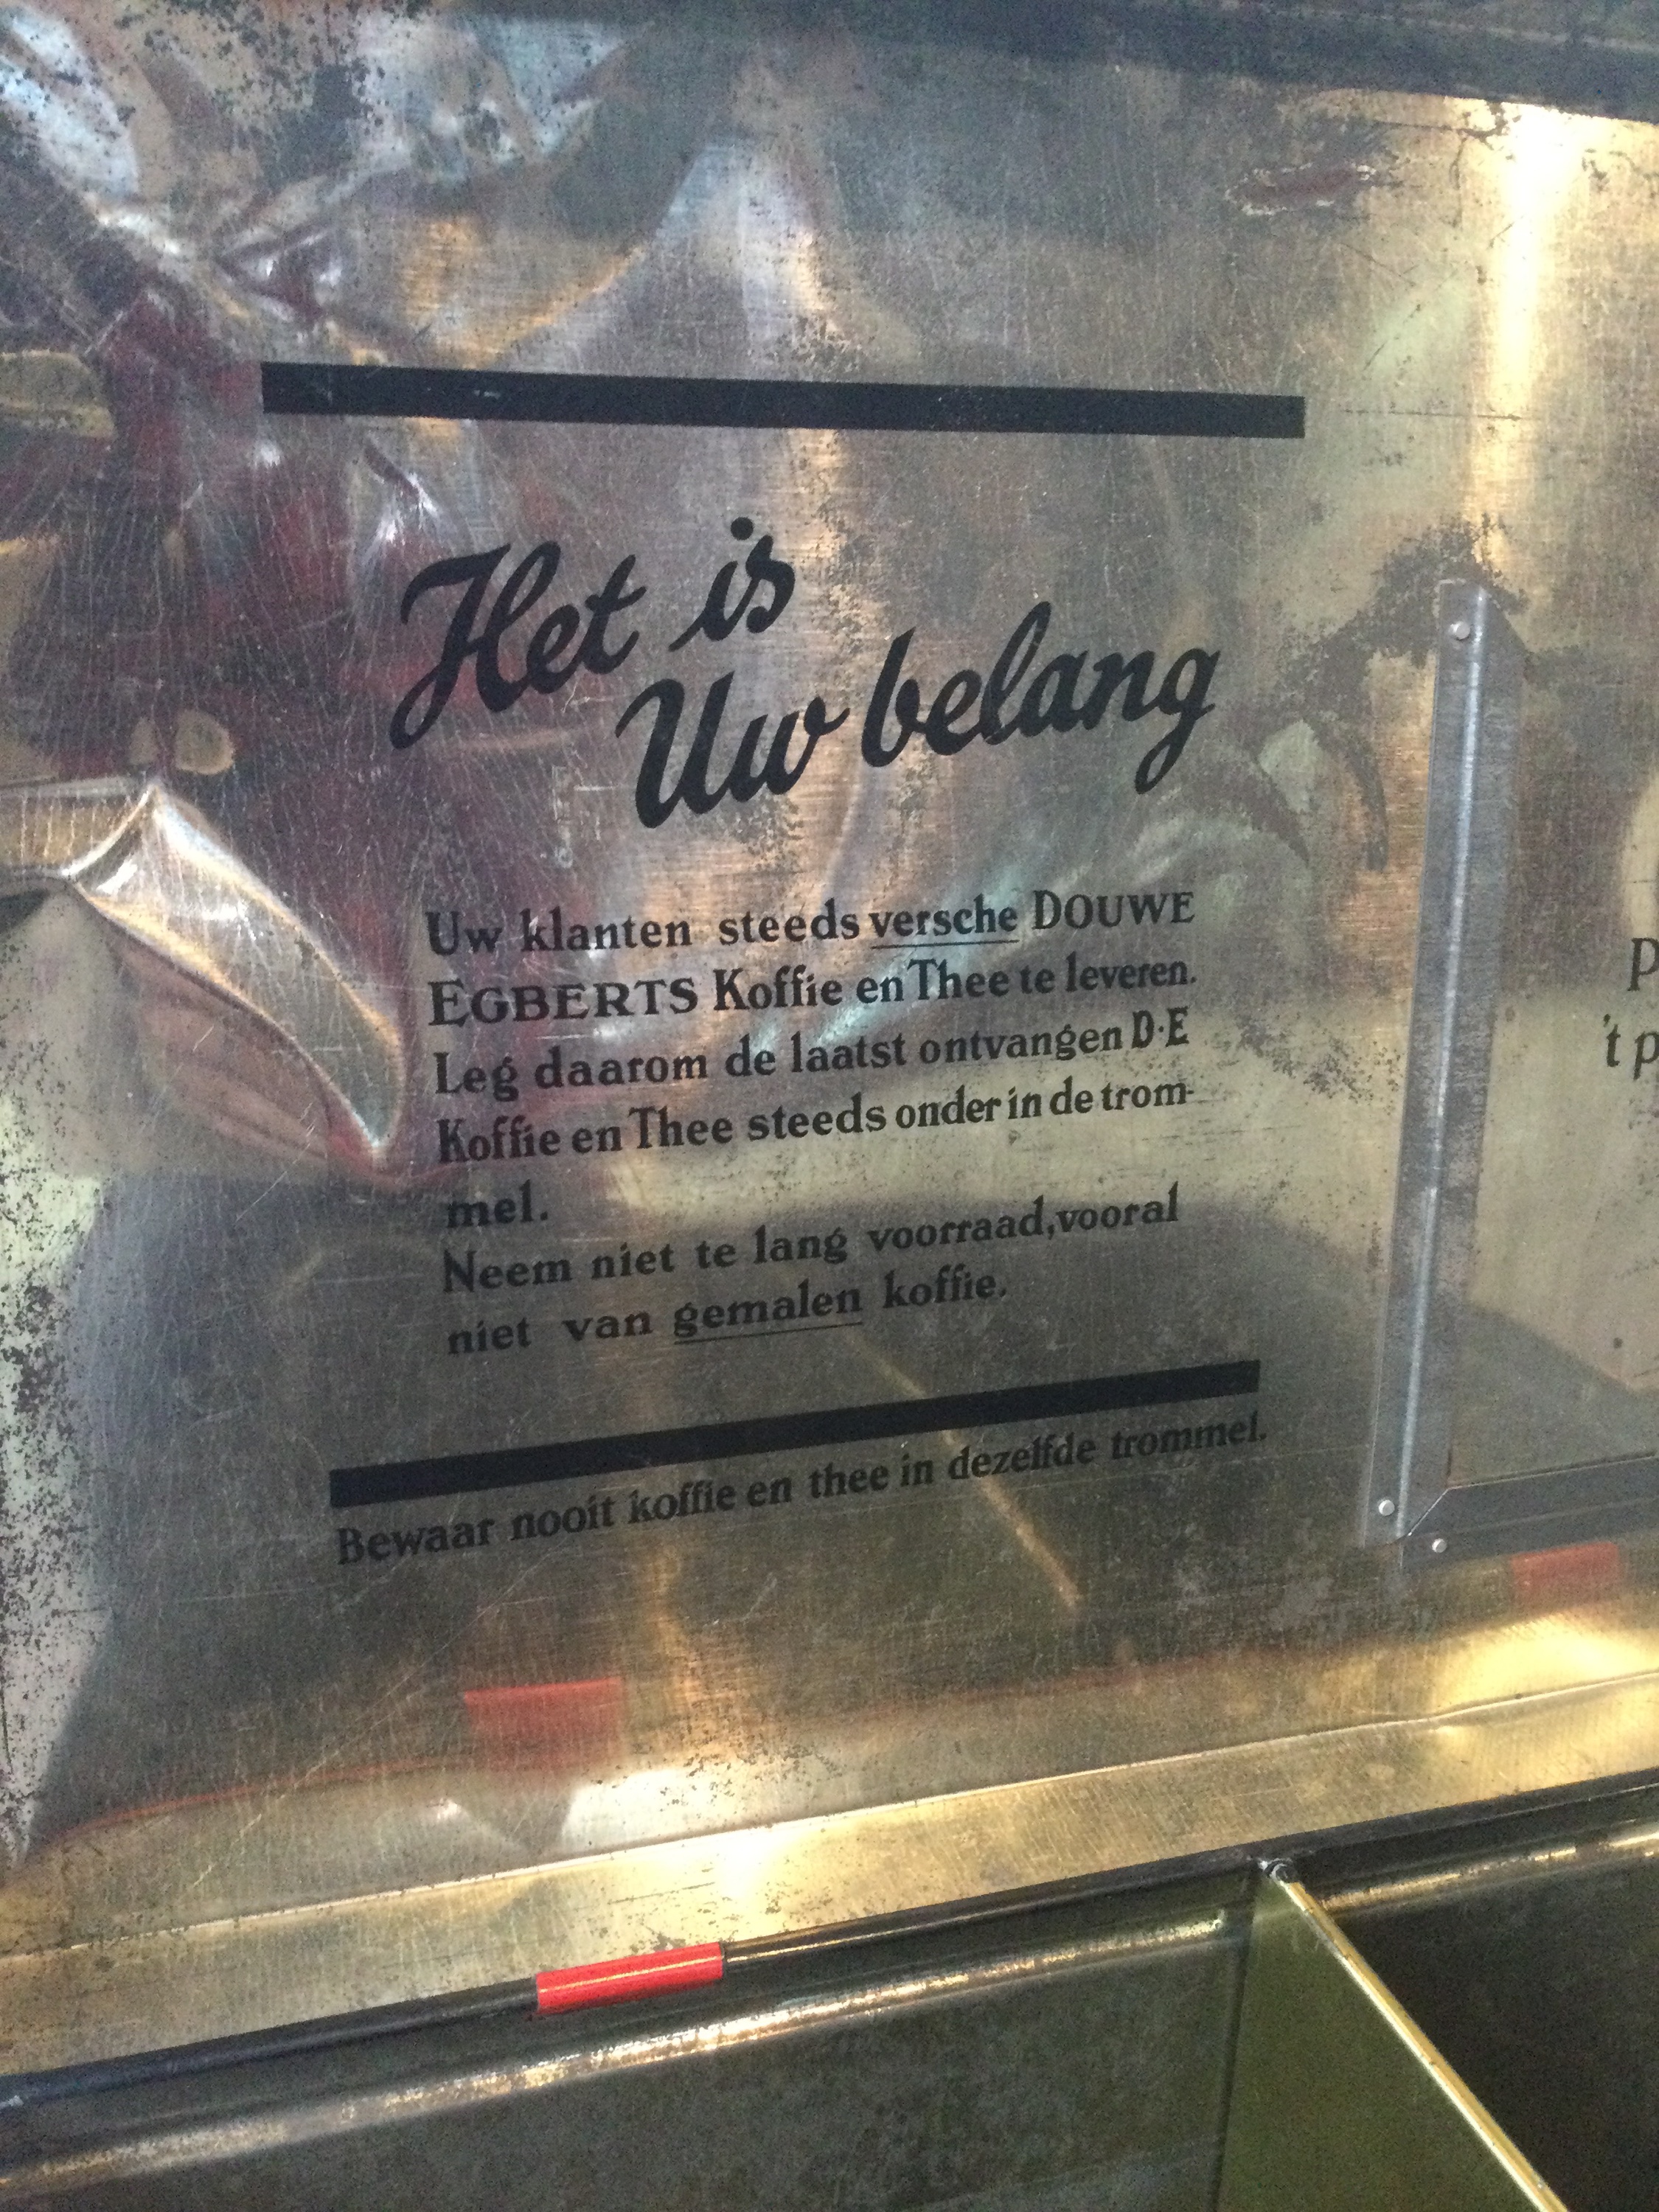 Het is
Uw belang
Uw klanten steeds versche DOUWE
EGBERTS Koffie en Thee te leveren.
Leg daarom de laatst ontvangen D·E
Koffie en Thee steeds onder in de trom-
mel.
Neem niet te lang voorraad, vooral
niet van gemalen koffie.
Bewaar nooit koffie en thee in dezelfde trommel.
't